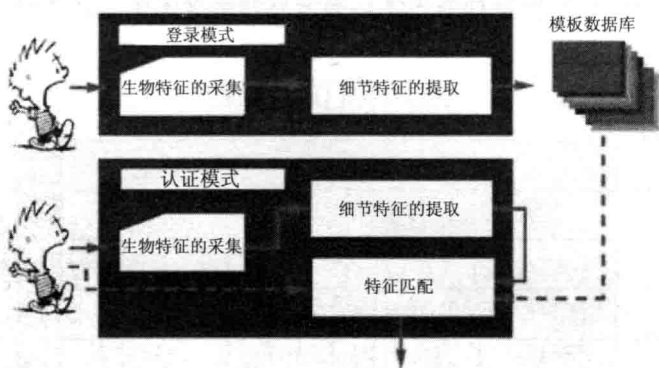 登录模式
模板数据库
生物特征的采集
细节特征的提取
认证模式
细节特征的提取
生物特征的采集
特征匹配